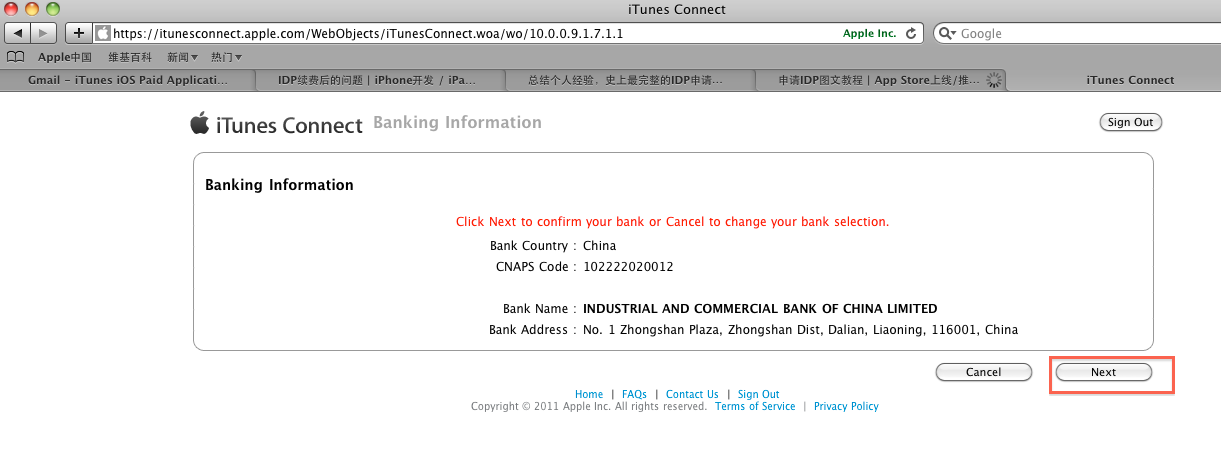 iTunes Connect
https://itunesconnect.apple.com/WebObjects/iTunesConnect.woa/wo/10.0.0.9.1.7.1.1 Apple Inc. Google
Apple中国 维基百科 新闻 热门
Gmail – iTunes iOS Paid Applicati... IDP续费后的问题 | iPhone开发 / iPa... 总结个人经验，史上最完整的IDP申请... 申请IDP图文教程 | App Store上线/推... iTunes Connect
iTunes Connect Banking Information Sign Out
Banking Information
Click Next to confirm your bank or Cancel to change your bank selection.
Bank Country : China
CNAPS Code : 102222020012
Bank Name : INDUSTRIAL AND COMMERCIAL BANK OF CHINA LIMITED
Bank Address : No. 1 Zhongshan Plaza, Zhongshan Dist, Dalian, Liaoning, 116001, China
Cancel Next
Home | FAQs | Contact Us | Sign Out
Copyright © 2011 Apple Inc. All rights reserved. Terms of Service | Privacy Policy